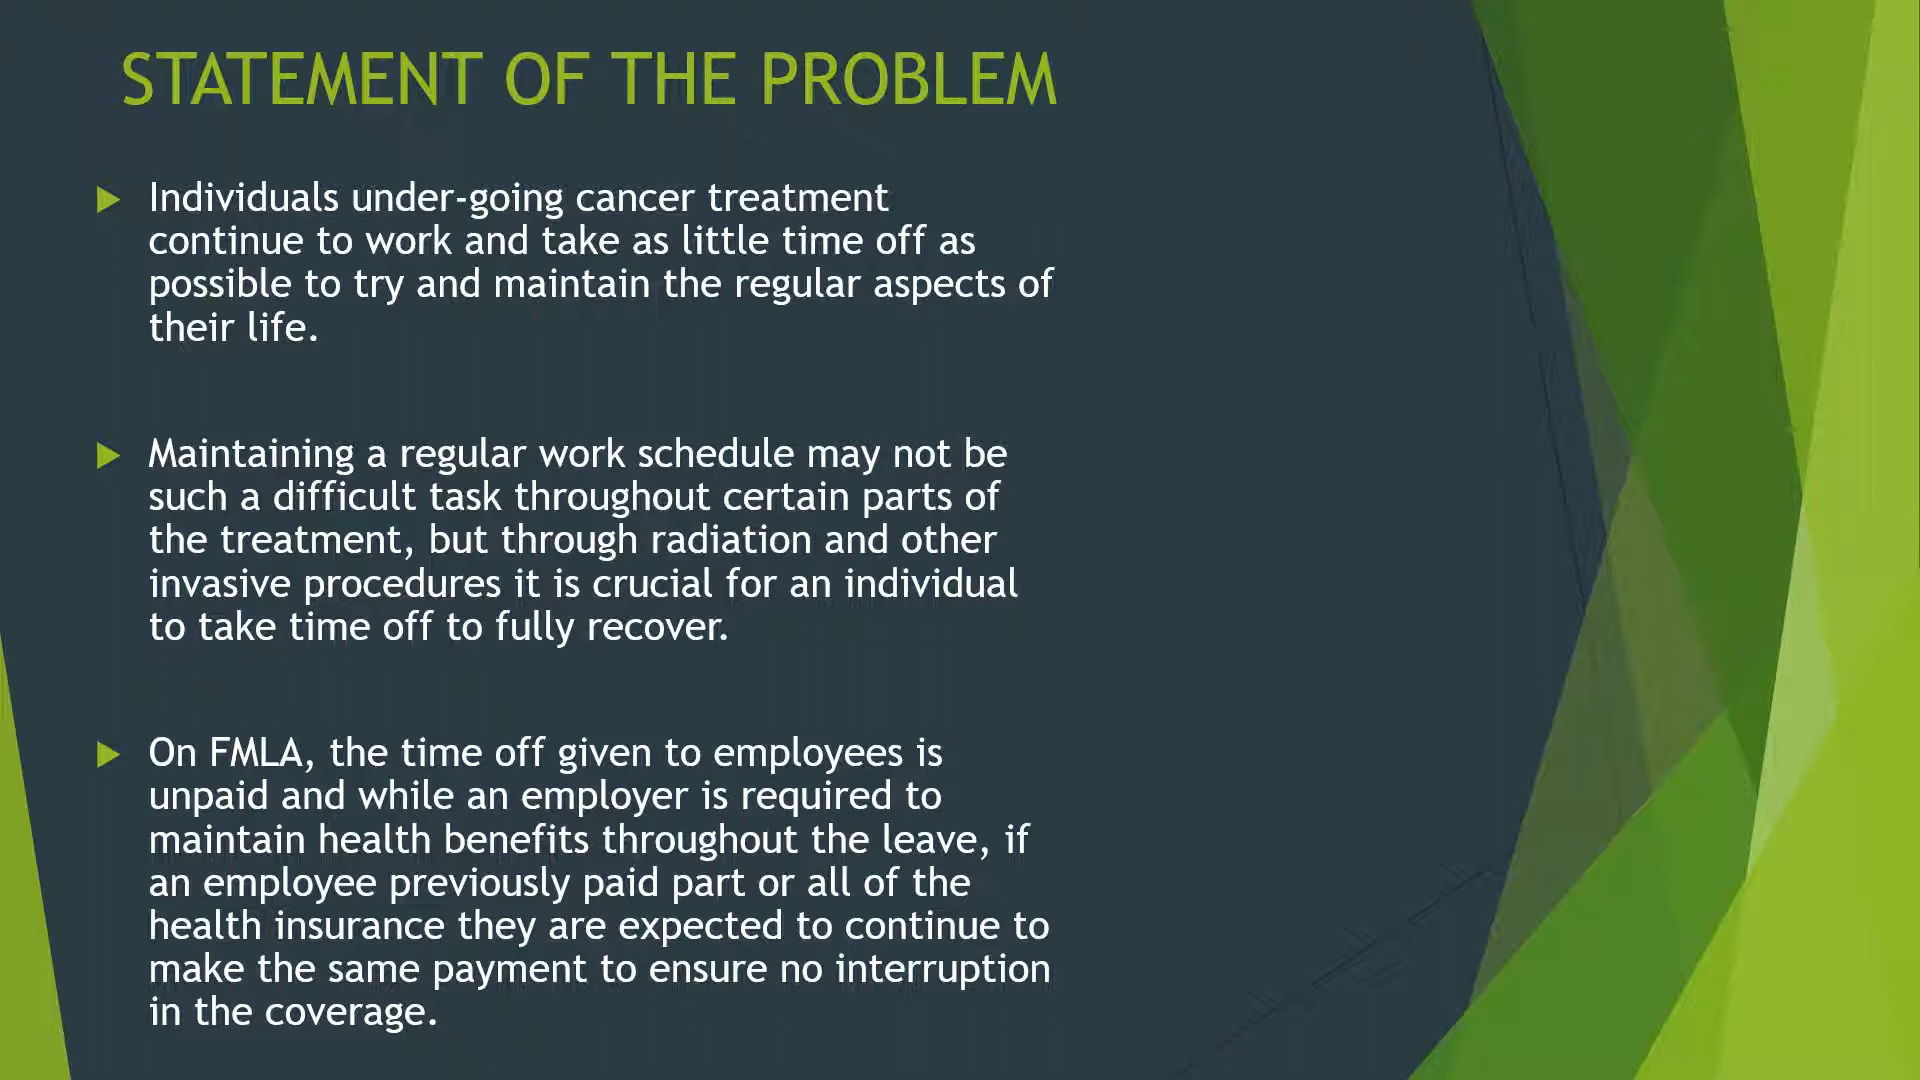 STATEMENT OF THE PROBLEM
Individuals under-going cancer treatment
continue to work and take as little time off as
possible to try and maintain the regular aspects of
their life.
Maintaining a regular work schedule may not be
such a difficult task throughout certain parts of
the treatment, but through radiation and other
invasive procedures it is crucial for an individual
to take time off to fully recover.
On FMLA, the time off given to employees is
unpaid and while an employer is required to
maintain health benefits throughout the leave, if
an employee previously paid part or all of the
health insurance they are expected to continue to
make the same payment to ensure no interruption
in the coverage.